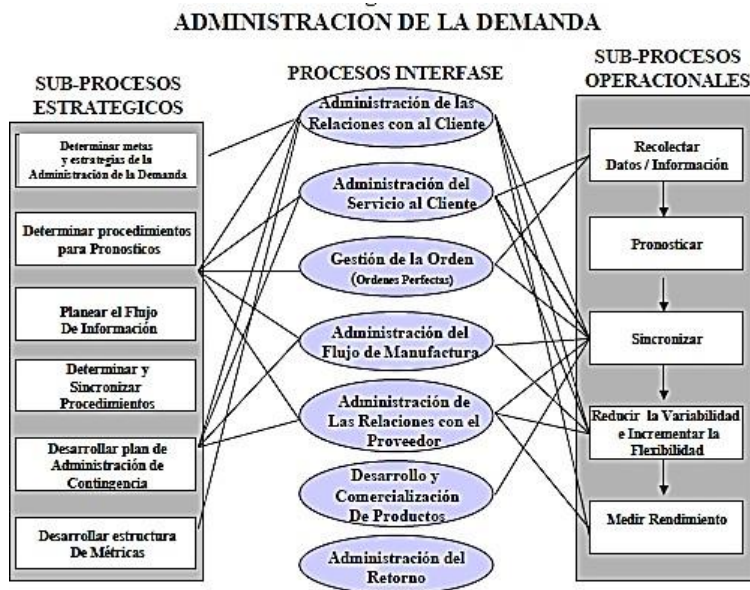 ADMINISTRACION DE LA DEMANDA
SUB-PROCESOS
ESTRATEGICOS
Determinar metas
y estrategias de la
Administración de la Demanda
Determinar procedimientos
para Pronosticos
Planear el Flujo
De Información
Determinar y
Sincronizar
Procedimientos
Desarrollar plan de
Administración de
Contingencia
Desarrollar estructura
De Métricas
PROCESOS INTERFASE
Administración de las
Relaciones con al Cliente
Administración del
Servicio al Cliente
Gestión de la Orden
(Ordenes Perfectas)
Administración del
Flujo de Manufactura
Administración de
Las Relaciones con el
Proveedor
Desarrollo y
Comercialización
De Productos
Administración del
Retorno
SUB-PROCESOS
OPERACIONALES
Recolectar
Datos / Información
Pronosticar
Sincronizar
Reducir la Variabilidad
e Incrementar la
Flexibilidad
Medir Rendimiento